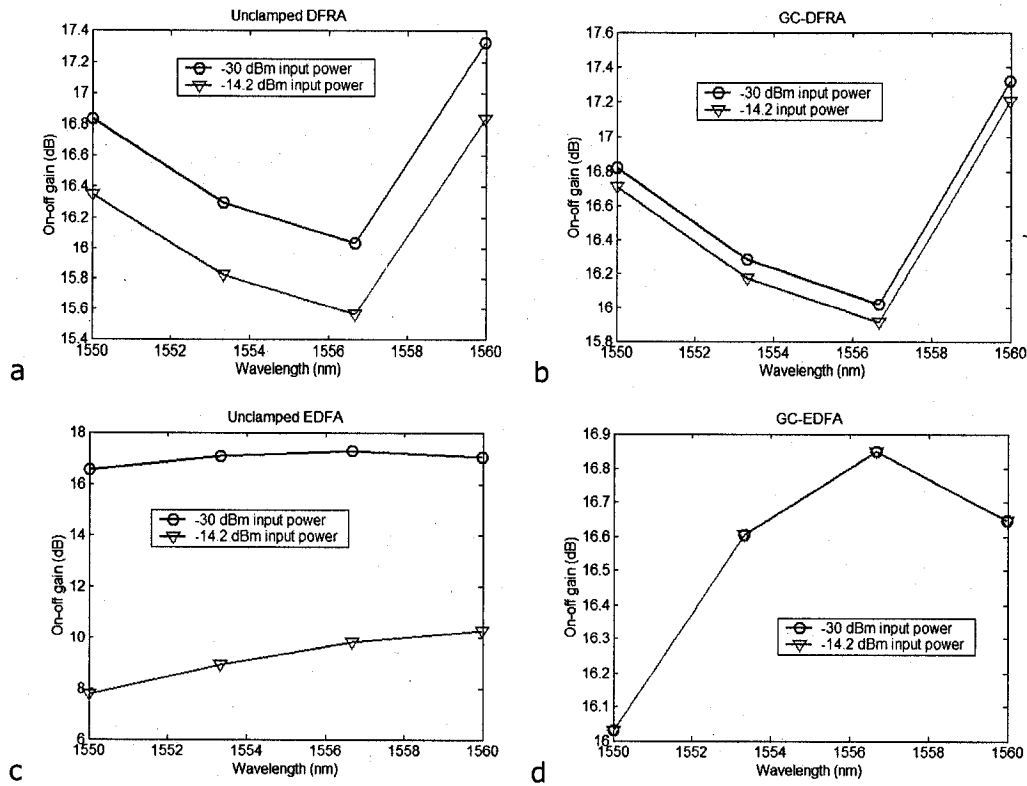 Unclamped DFRA
17.4
17.2
17
16.8
16.6
16.4
16.2
16
15.8
15.6
15.4
On-off gain (dB)
-30 dBm input power
-14.2 dBm input power
1550 1552 1554 1556 1558 1560
Wavelength (nm)
a
GC-DFRA
17.6
17.4
17.2
17
16.8
16.6
16.4
16.2
16
15.8
On-off gain (dB)
-30 dBm input power
-14.2 input power
1550 1552 1554 1556 1558 1560
Wavelength (nm)
b
Unclamped EDFA
18
16
14
12
10
8
6
On-off gain (dB)
-30 dBm input power
-14.2 dBm input power
1550 1552 1554 1556 1558 1560
Wavelength (nm)
c
GC-EDFA
16.9
16.8
16.7
16.6
16.5
16.4
16.3
16.2
16.1
16
On-off gain (dB)
-30 dBm input power
-14.2 dBm input power
1550 1552 1554 1556 1558 1560
Wavelength (nm)
d